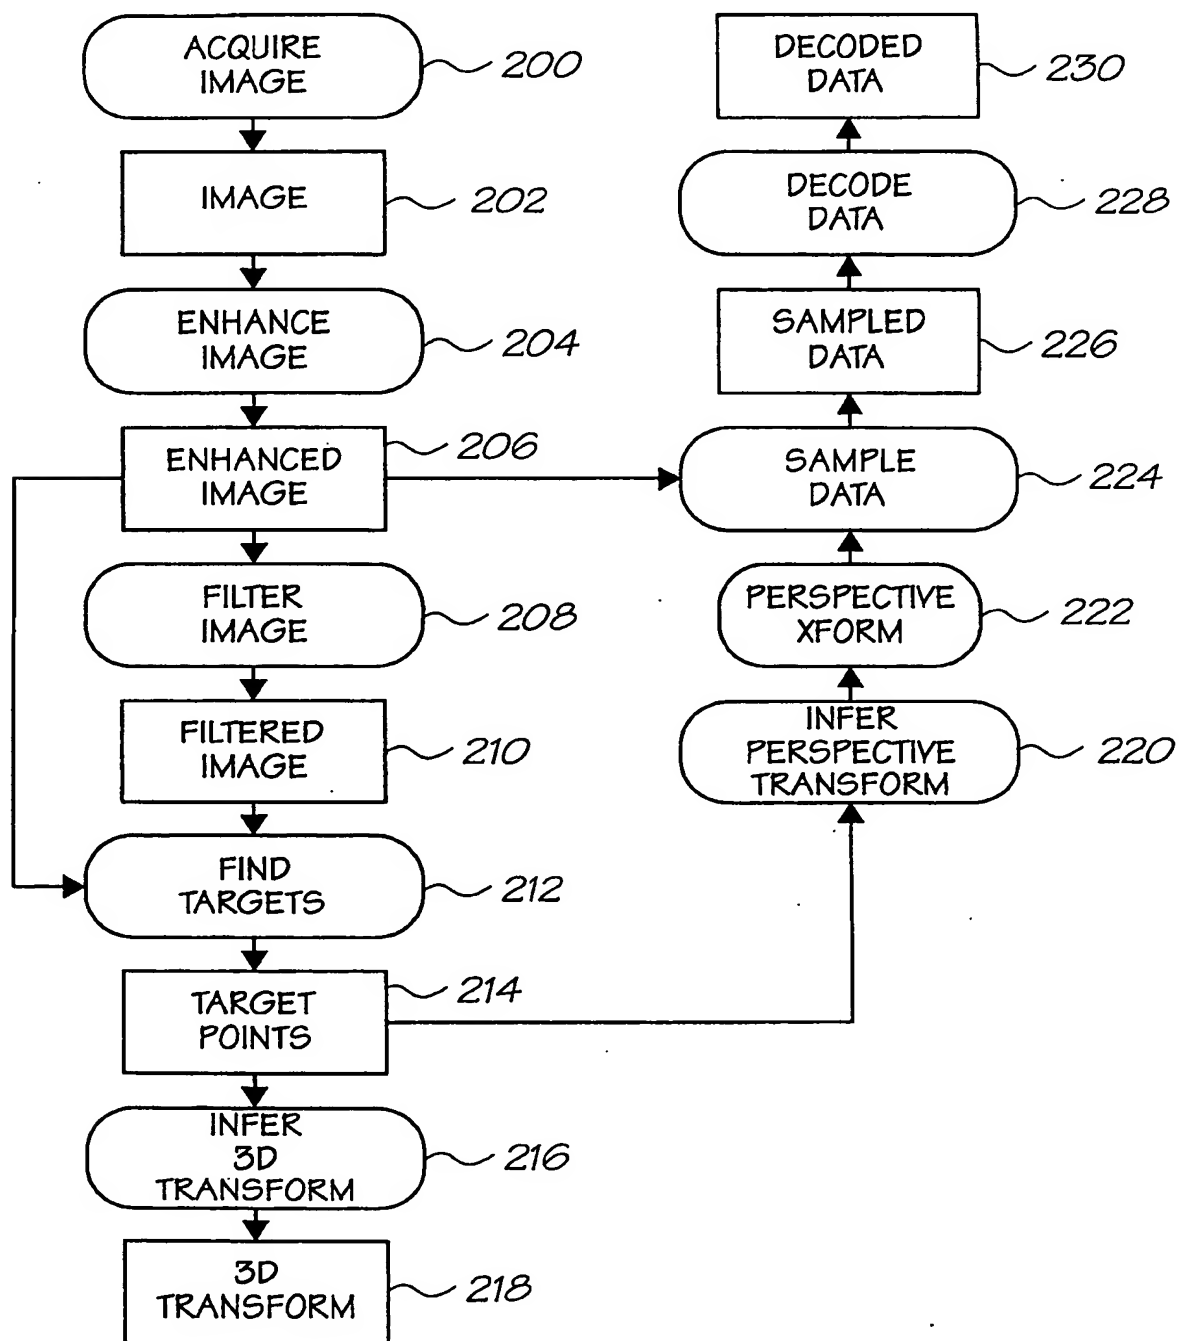 ACQUIRE
IMAGE
200
IMAGE
202
ENHANCE
IMAGE
204
ENHANCED
IMAGE
206
FILTER
IMAGE
208
FILTERED
IMAGE
210
FIND
TARGETS
212
TARGET
POINTS
214
INFER
3D
TRANSFORM
216
3D
TRANSFORM
218
DECODED
DATA
230
DECODE
DATA
228
SAMPLED
DATA
226
SAMPLE
DATA
224
PERSPECTIVE
XFORM
222
INFER
PERSPECTIVE
TRANSFORM
220